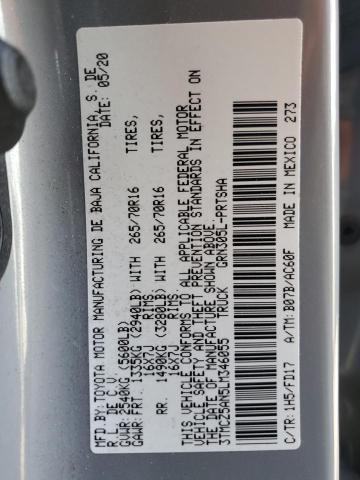 MFD. BY: TOYOTA MOTOR MANUFACTURING DE BAJA CALIFORNIA, S. DE
R. L. DE C. V. DATE: 05/20
GVWR: 2540KG (5600LB)
GAWR: FRT. 1335KG (2940LB) WITH 265/70R16 TIRES,
16X7J RIMS
RR. 1490KG (3280LB) WITH 265/70R16 TIRES,
16X7J RIMS
THIS VEHICLE CONFORMS TO ALL APPLICABLE FEDERAL MOTOR
VEHICLE SAFETY AND THEFT PREVENTION STANDARDS IN EFFECT ON
THE DATE OF MANUFACTURE SHOWN ABOVE.
3TMCZ5AN5LM346055 TRUCK GRN305L-PRTSHA
C/TR: 1H5/FD17 A/TM: B07B/AC60F MADE IN MEXICO 273